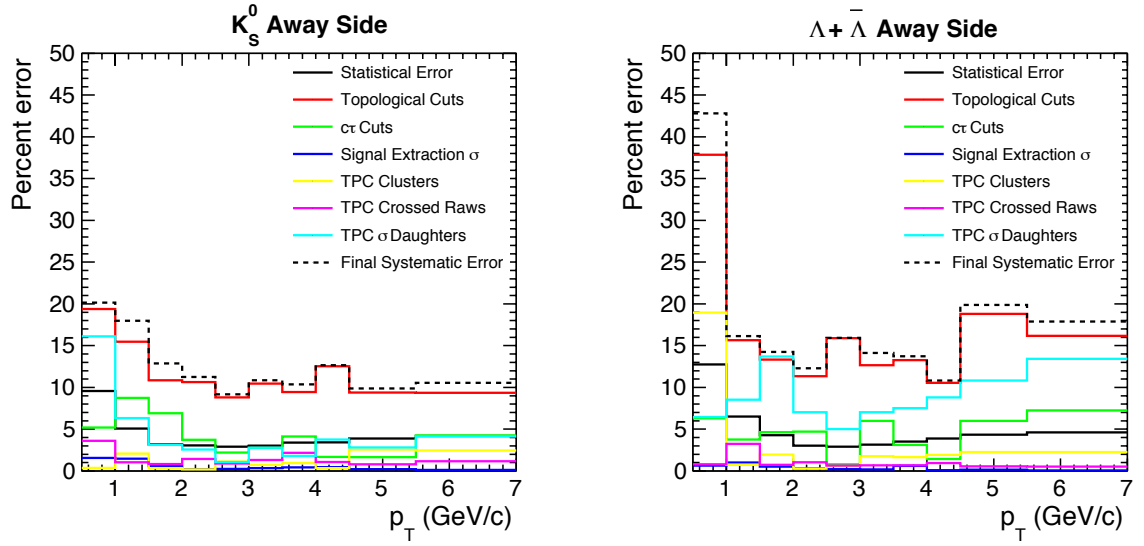 K⁰_S Away Side
Percent error
50
45
40
35
30
25
20
15
10
5
0
Statistical Error
Topological Cuts
cτ Cuts
Signal Extraction σ
TPC Clusters
TPC Crossed Raws
TPC σ Daughters
Final Systematic Error
1 2 3 4 5 6 7
p_T (GeV/c)
Λ + Λ̅ Away Side
Percent error
50
45
40
35
30
25
20
15
10
5
0
Statistical Error
Topological Cuts
cτ Cuts
Signal Extraction σ
TPC Clusters
TPC Crossed Raws
TPC σ Daughters
Final Systematic Error
1 2 3 4 5 6 7
p_T (GeV/c)